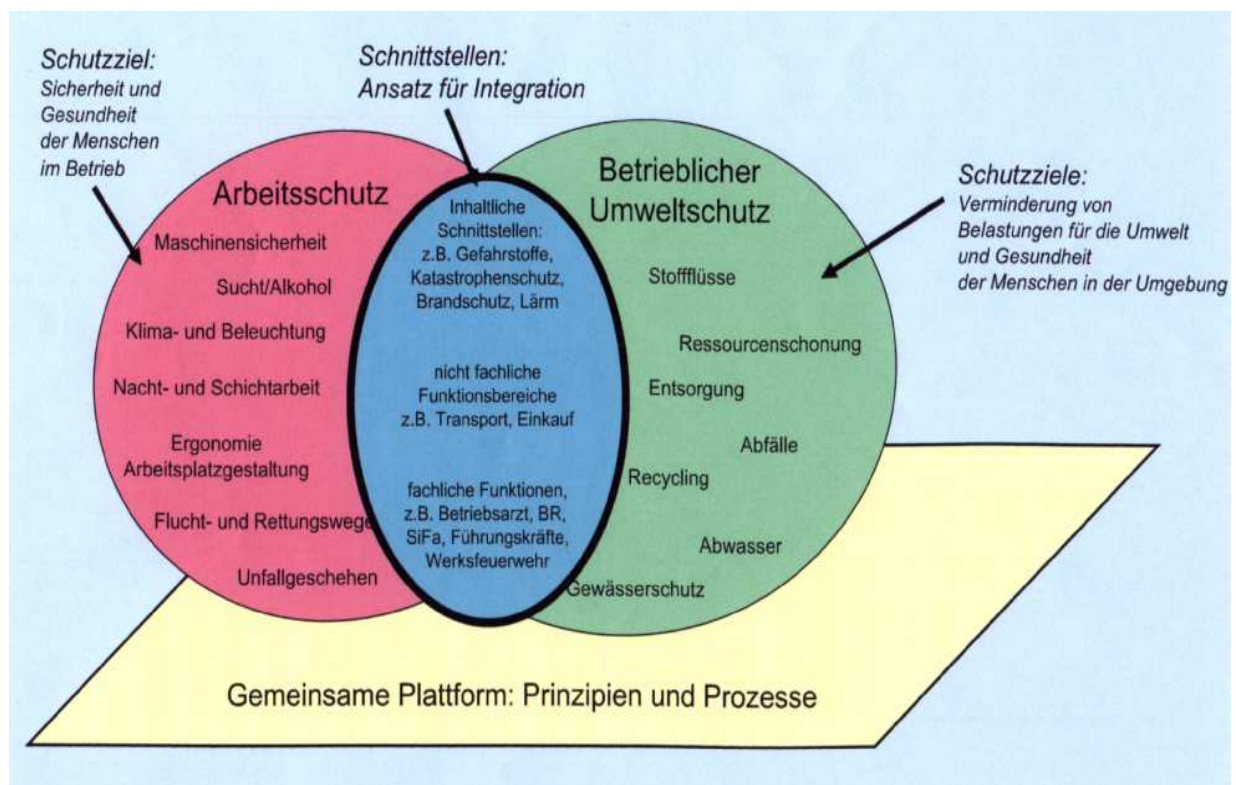 Schutzziel:
Sicherheit und
Gesundheit
der Menschen
im Betrieb
Schnittstellen:
Ansatz für Integration
Schutzziele:
Verminderung von
Belastungen für die Umwelt
und Gesundheit
der Menschen in der Umgebung
Arbeitsschutz
Maschinensicherheit
Sucht/Alkohol
Klima- und Beleuchtung
Nacht- und Schichtarbeit
Ergonomie
Arbeitsplatzgestaltung
Flucht- und Rettungswege
Unfallgeschehen
Inhaltliche
Schnittstellen:
z.B. Gefahrstoffe,
Katastrophenschutz,
Brandschutz, Lärm
nicht fachliche
Funktionsbereiche
z.B. Transport, Einkauf
fachliche Funktionen,
z.B. Betriebsarzt, BR,
SiFa, Führungskräfte,
Werksfeuerwehr
Betrieblicher
Umweltschutz
Stoffflüsse
Ressourcenschonung
Entsorgung
Abfälle
Recycling
Abwasser
Gewässerschutz
Gemeinsame Plattform: Prinzipien und Prozesse